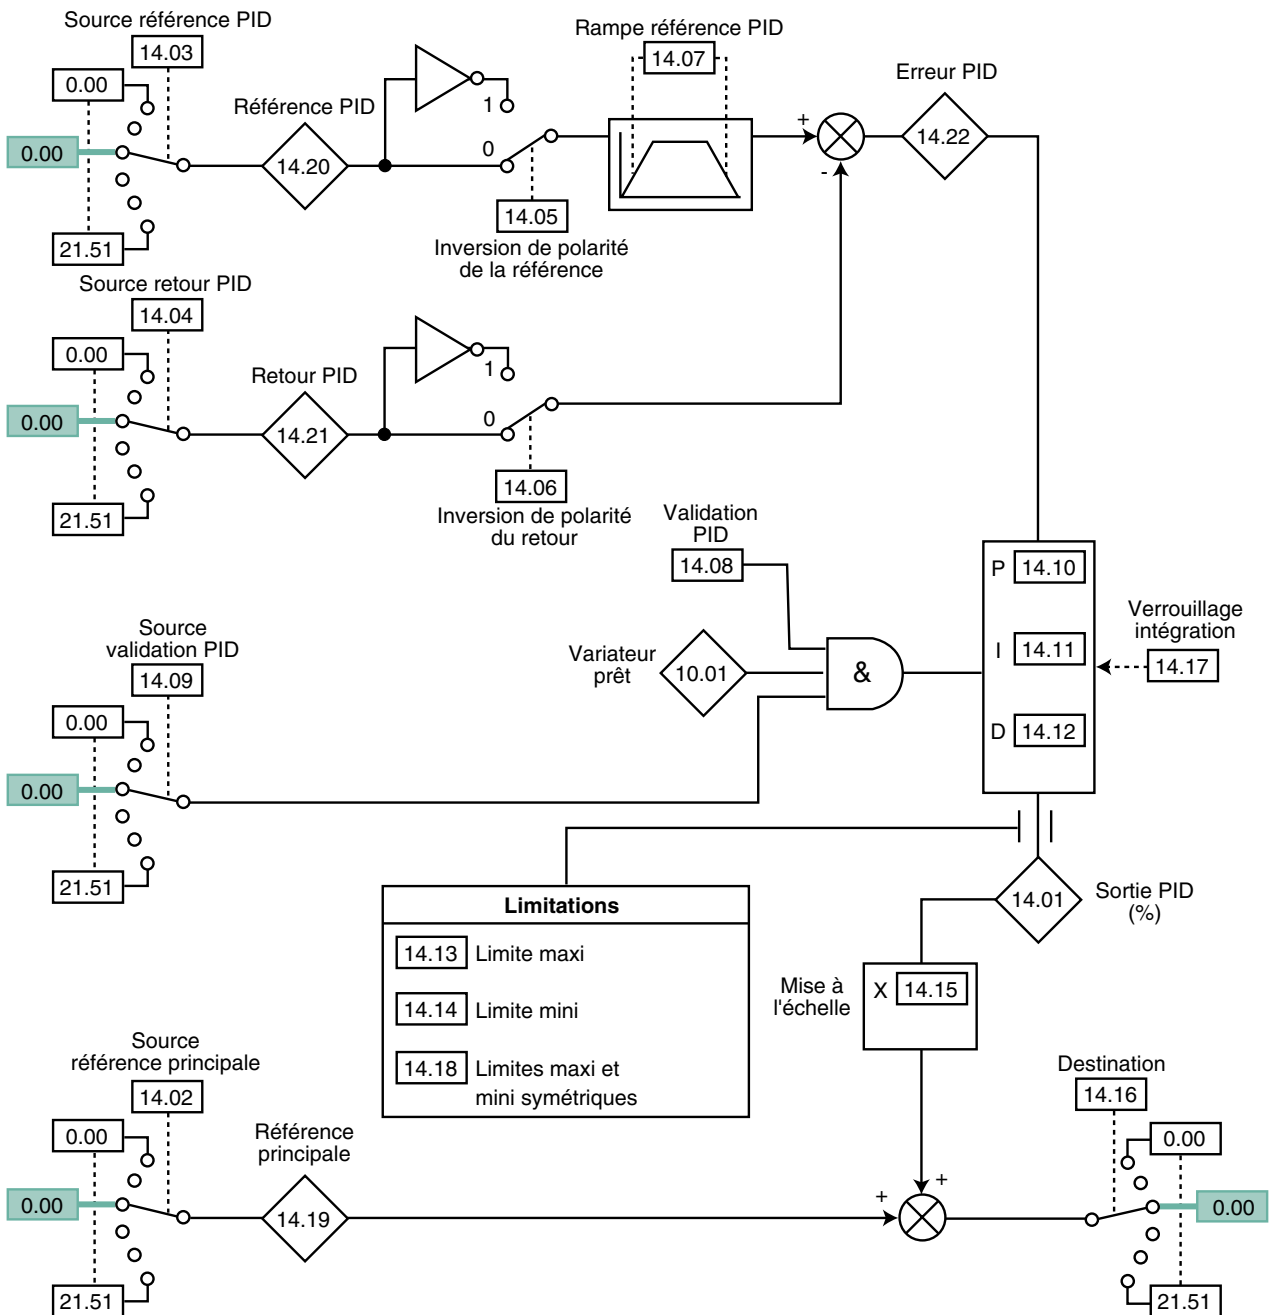 Source référence PID
14.03
0.00
0.00
21.51
Référence PID
14.20
1
0
14.05
Inversion de polarité
de la référence
Rampe référence PID
14.07
+
-
Erreur PID
14.22
Source retour PID
14.04
0.00
0.00
21.51
Retour PID
14.21
1
0
14.06
Inversion de polarité
du retour
Validation
PID
14.08
Variateur
prêt
10.01
&
P 14.10
I 14.11
D 14.12
Verrouillage
intégration
14.17
Source
validation PID
14.09
0.00
0.00
21.51
Limitations
14.13 Limite maxi
14.14 Limite mini
14.18 Limites maxi et
mini symétriques
14.01
Sortie PID
(%)
Mise à
l'échelle
X 14.15
Source
référence principale
14.02
0.00
0.00
21.51
Référence
principale
14.19
+
+
Destination
14.16
0.00
0.00
21.51